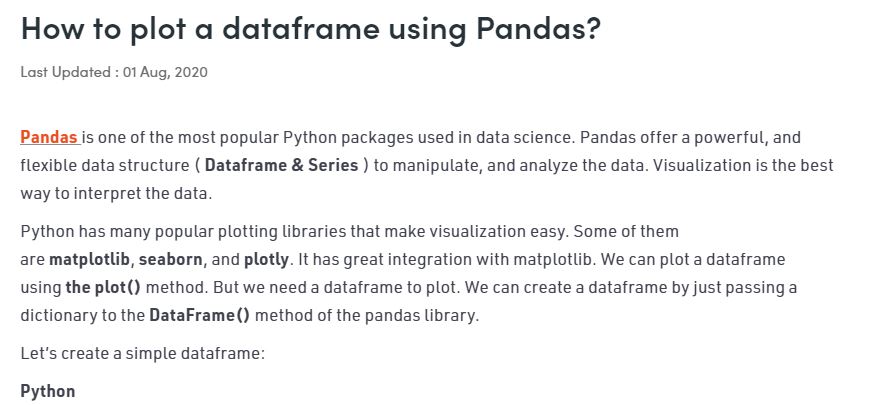 How to plot a dataframe using Pandas?
Last Updated : 01 Aug, 2020
Pandas is one of the most popular Python packages used in data science. Pandas offer a powerful, and
flexible data structure ( Dataframe & Series ) to manipulate, and analyze the data. Visualization is the best
way to interpret the data.
Python has many popular plotting libraries that make visualization easy. Some of them
are matplotlib, seaborn, and plotly. It has great integration with matplotlib. We can plot a dataframe
using the plot() method. But we need a dataframe to plot. We can create a dataframe by just passing a
dictionary to the DataFrame() method of the pandas library.
Let's create a simple dataframe:
Python